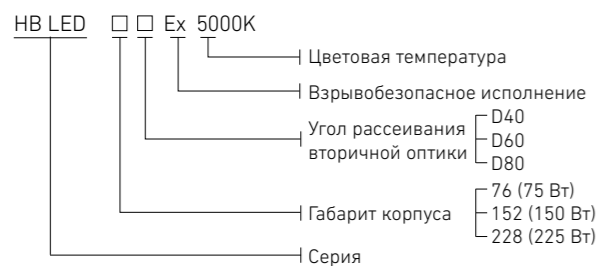 HB LED □ □ Ex 5000K
Цветовая температура
Взрывобезопасное исполнение
Угол рассеивания
вторичной оптики
D40
D60
D80
Габарит корпуса
76 (75 Вт)
152 (150 Вт)
228 (225 Вт)
Серия